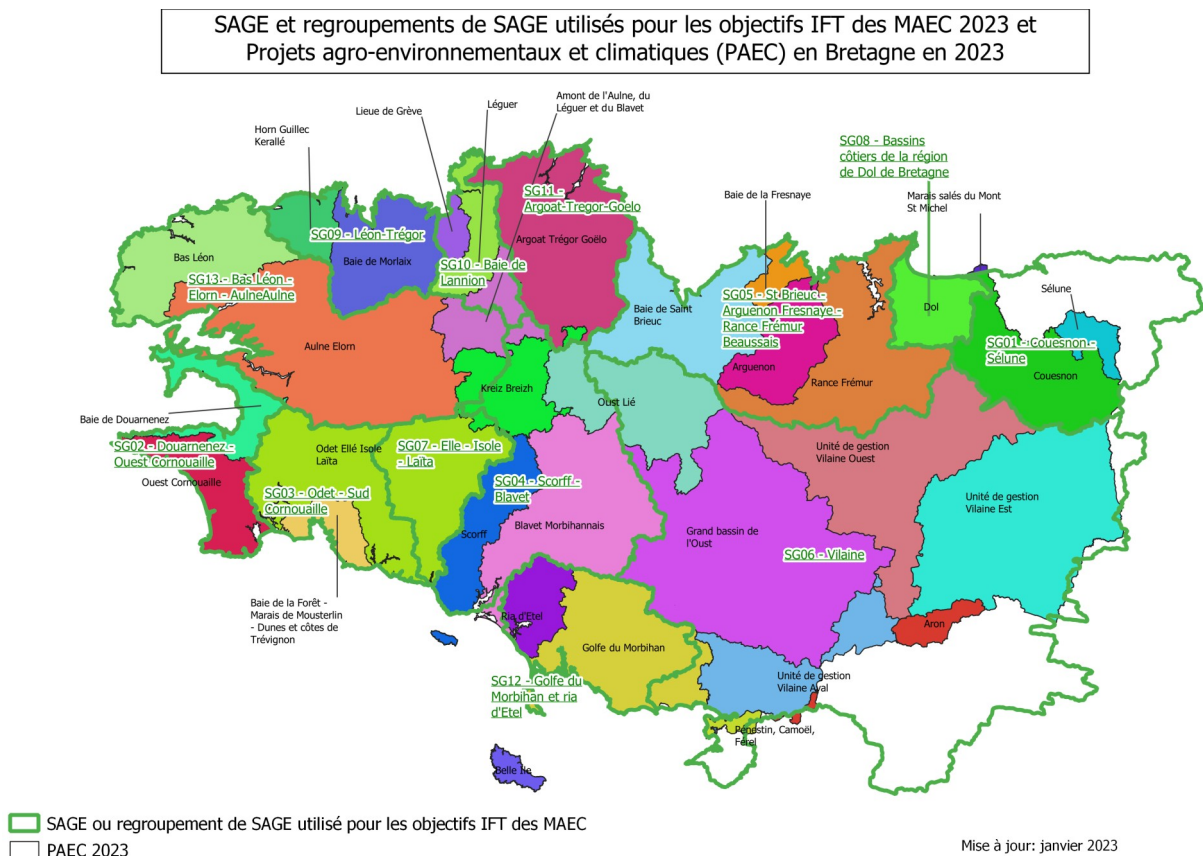 SAGE et regroupements de SAGE utilisés pour les objectifs IFT des MAEC 2023 et
Projets agro-environnementaux et climatiques (PAEC) en Bretagne en 2023
Amont de l'Aulne, du
Léguer et du Blavet
Léguer
Lieue de Grève
Horn Guillec
Kerallé
SG08 - Bassins
côtiers de la région
de Dol de Bretagne
Baie de la Fresnaye
Marais salés du Mont
St Michel
SG11 -
Argoat-Tregor-Goelo
SG09 - Léon-Trégor
Argoat Trégor Goëlo
Bas Léon
Baie de Morlaix
SG10 - Baie de
Lannion
SG13 - Bas Léon -
Elorn - AulneAulne
Sélune
SG05 - St Brieuc -
Arguenon Fresnaye -
Rance Frémur
Beaussais
Baie de Saint
Brieuc
Dol
SG01 - Couesnon -
Sélune
Aulne Elorn
Arguenon
Rance Frémur
Couesnon
Kreiz Breizh
Oust Lié
Baie de Douarnenez
SG02 - Douarnenez -
Ouest Cornouaille
Odet Ellé Isole
Laïta
SG07 - Elle - Isole
- Laïta
Unité de gestion
Vilaine Ouest
Ouest Cornouaille
SG03 - Odet - Sud
Cornouaille
SG04 - Scorff -
Blavet
Unité de gestion
Vilaine Est
Scorff
Blavet Morbihannais
Grand bassin de
l'Oust
SG06 - Vilaine
Baie de la Forêt -
Marais de Mousterlin
- Dunes et côtes de
Trévignon
Ria d'Etel
Aron
Golfe du Morbihan
SG12 - Golfe du
Morbihan et ria
d'Etel
Unité de gestion
Vilaine Aval
Pénestin, Camoël,
Férel
Belle Ile
SAGE ou regroupement de SAGE utilisé pour les objectifs IFT des MAEC
PAEC 2023
Mise à jour: janvier 2023